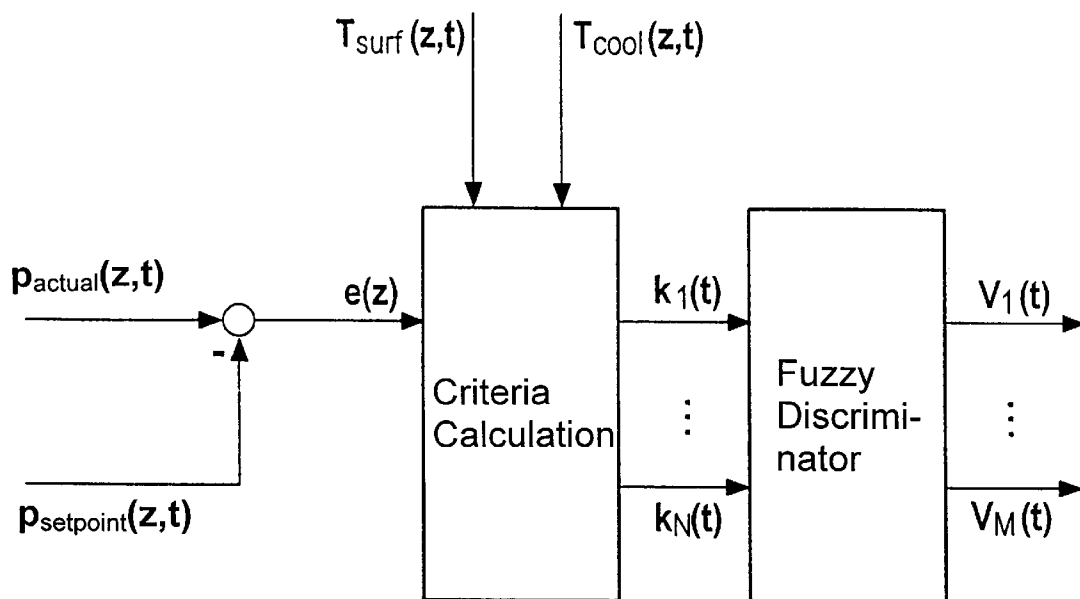 T_surf(z,t)
T_cool(z,t)
p_actual(z,t)
e(z)
k_1(t)
V_1(t)
-
Criteria
Calculation
⋮
Fuzzy
Discrimi-
nator
⋮
p_setpoint(z,t)
k_N(t)
V_M(t)